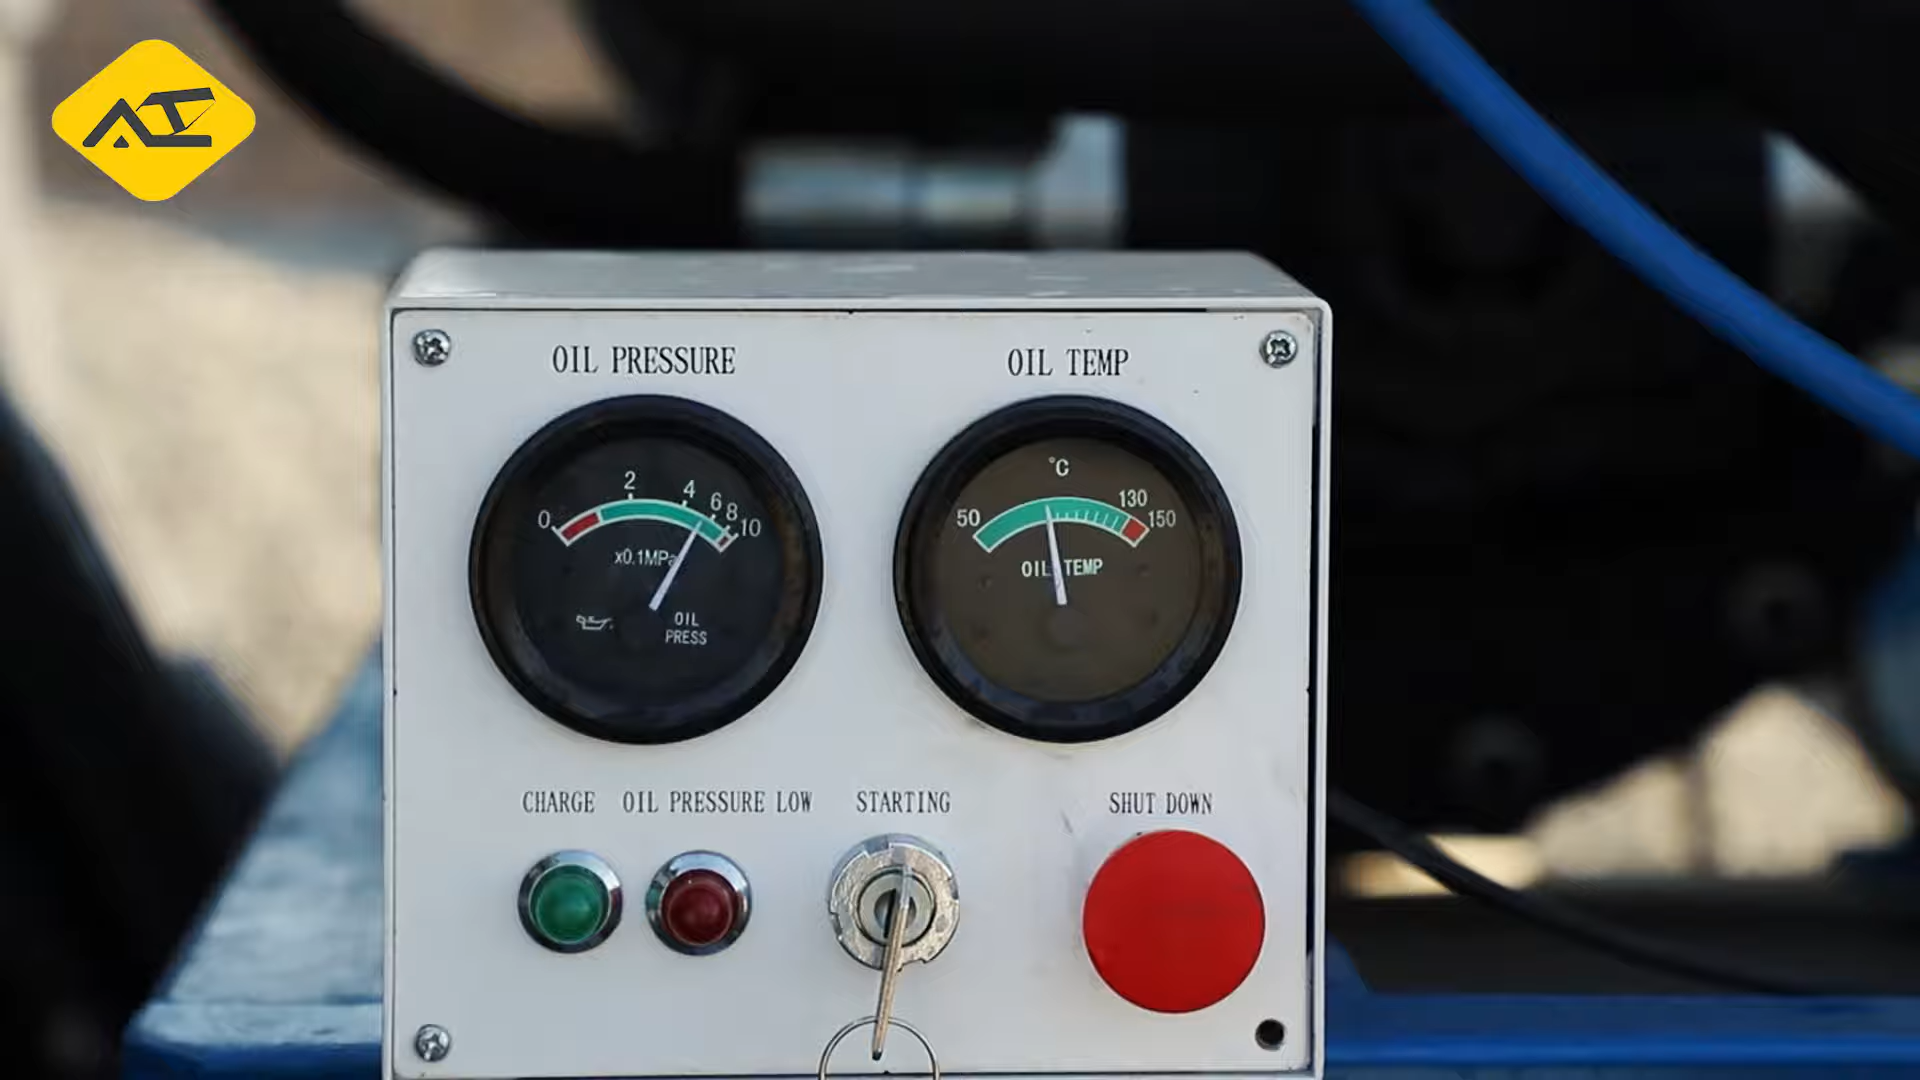 OIL PRESSURE
OIL TEMP
0 2 4 6 8 10
x0.1MPa
OIL
PRESS
°C
50 130 150
OIL TEMP
CHARGE
OIL PRESSURE LOW
STARTING
SHUT DOWN